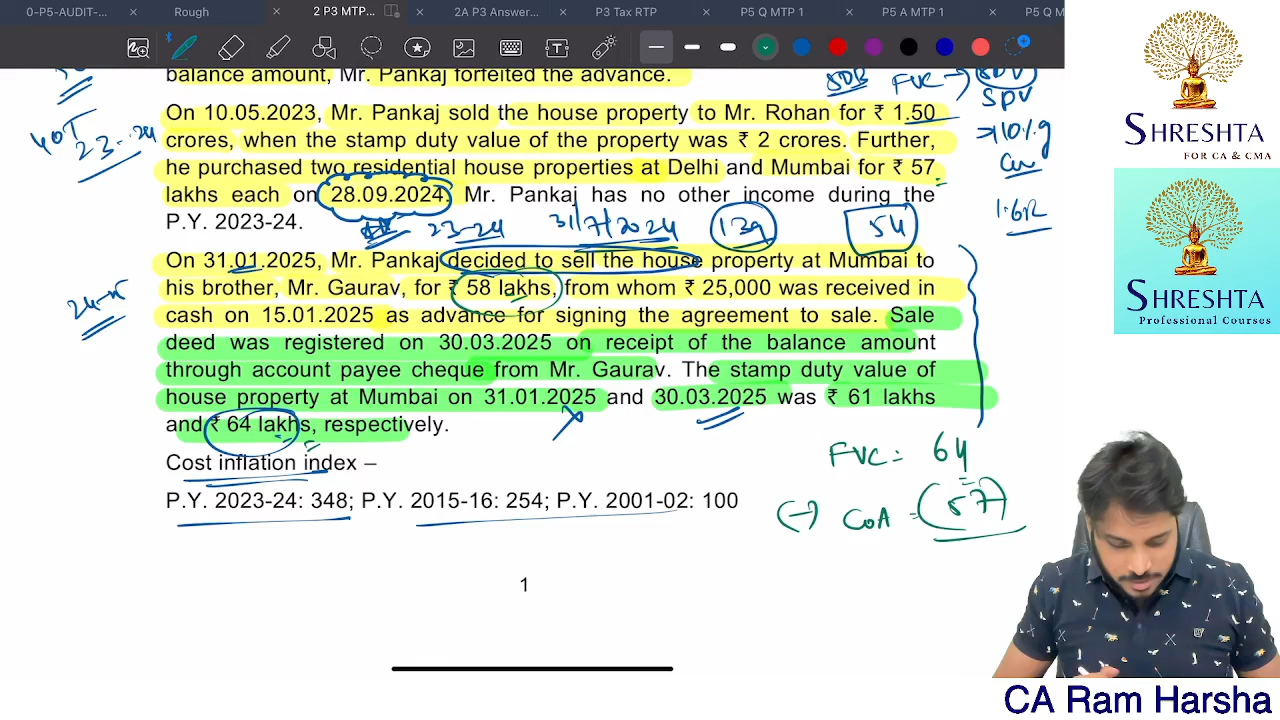 0-P5-AUDIT-... × Rough × 2 P3 MTP... × 2A P3 Answer... × P3 Tax RTP × P5 Q MTP 1 × P5 A MTP 1 × P5 Q M
balance amount, Mr. Pankaj forfeited the advance.
SDB FVC → SDV
SPV
On 10.05.2023, Mr. Pankaj sold the house property to Mr. Rohan for ₹ 1.50
crores, when the stamp duty value of the property was ₹ 2 crores. Further,
he purchased two residential house properties at Delhi and Mumbai for ₹ 57
lakhs each on 28.09.2024. Mr. Pankaj has no other income during the
P.Y. 2023-24.
23-24
>10%
23-24 31/7/2024 139 54
On 31.01.2025, Mr. Pankaj decided to sell the house property at Mumbai to
his brother, Mr. Gaurav, for ₹ 58 lakhs, from whom ₹ 25,000 was received in
cash on 15.01.2025 as advance for signing the agreement to sale. Sale
deed was registered on 30.03.2025 on receipt of the balance amount
through account payee cheque from Mr. Gaurav. The stamp duty value of
house property at Mumbai on 31.01.2025 and 30.03.2025 was ₹ 61 lakhs
and ₹ 64 lakhs, respectively.
FVC = 64
(-) COA = (57)
Cost inflation index –
P.Y. 2023-24: 348; P.Y. 2015-16: 254; P.Y. 2001-02: 100
1
SHRESHTA
FOR CA & CMA
SHRESHTA
Professional Courses
CA Ram Harsha